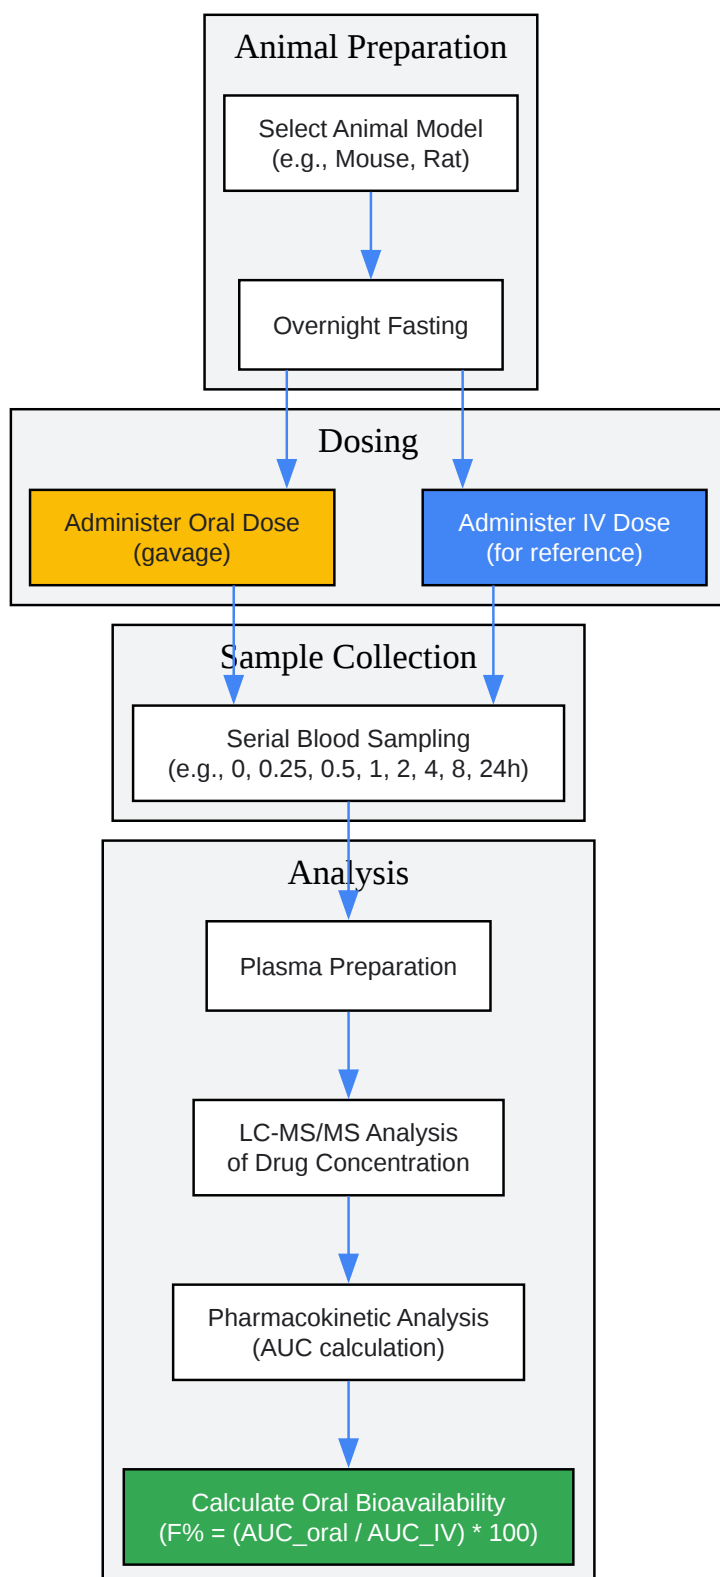 Animal Preparation
Select Animal Model
(e.g., Mouse, Rat)
Overnight Fasting
Dosing
Administer Oral Dose
(gavage)
Administer IV Dose
(for reference)
Sample Collection
Serial Blood Sampling
(e.g., 0, 0.25, 0.5, 1, 2, 4, 8, 24h)
Analysis
Plasma Preparation
LC-MS/MS Analysis
of Drug Concentration
Pharmacokinetic Analysis
(AUC calculation)
Calculate Oral Bioavailability
(F% = (AUC_oral / AUC_IV) * 100)